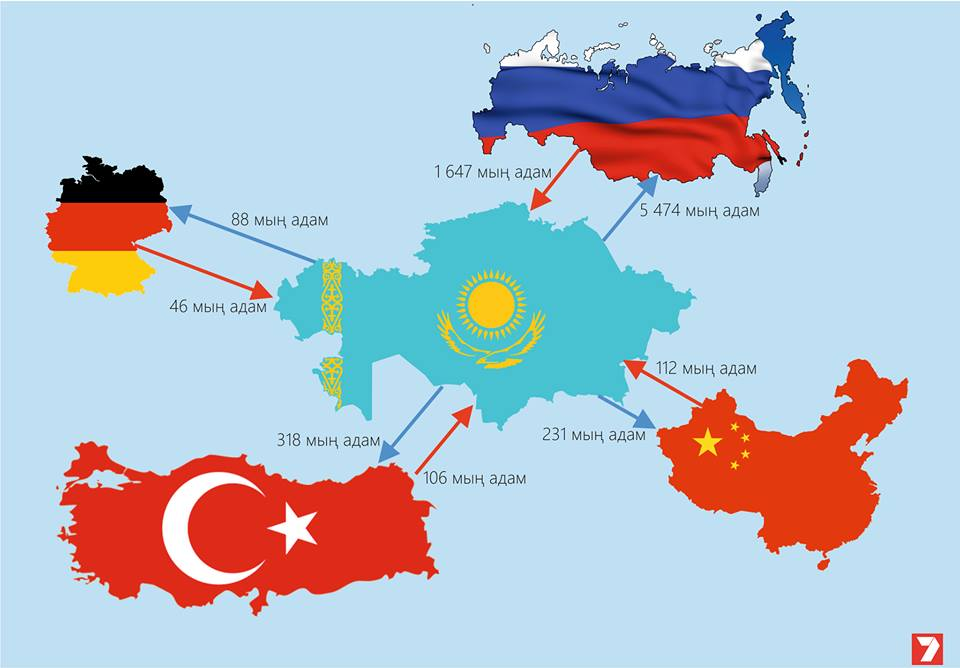 1 647 мың адам
5 474 мың адам
88 мың адам
46 мың адам
112 мың адам
231 мың адам
318 мың адам
106 мың адам
7